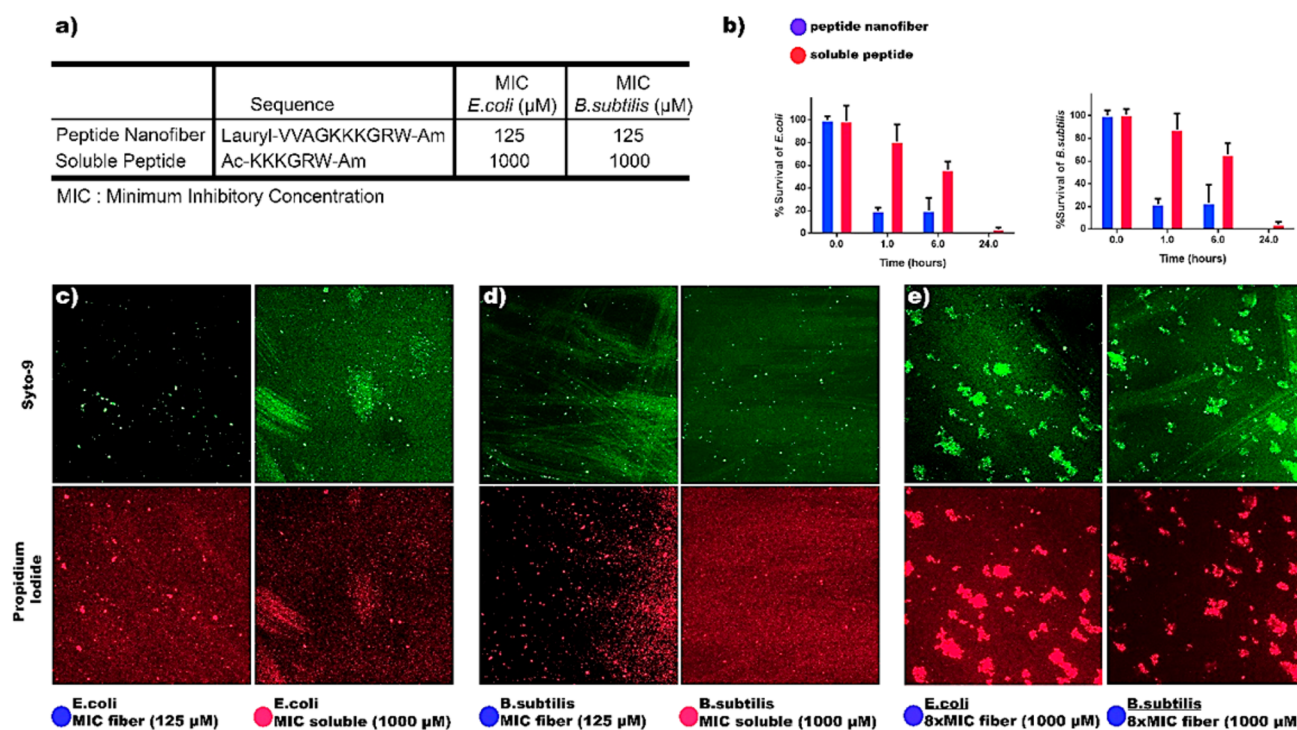 a)
MIC MIC
Sequence E.coli (µM) B.subtilis (µM)
Peptide Nanofiber Lauryl-VVAGKKKGRW-Am 125 125
Soluble Peptide Ac-KKKGRW-Am 1000 1000
MIC : Minimum Inhibitory Concentration
b)
peptide nanofiber
soluble peptide
% Survival of E.coli
100
80
60
40
20
0
0.0 1.0 6.0 24.0
Time (hours)
%Survival of B.subtilis
100
80
60
40
20
0
0.0 1.0 6.0 24.0
Time (hours)
c)
d)
e)
Syto-9
Propidium
Iodide
E.coli
MIC fiber (125 µM)
E.coli
MIC soluble (1000 µM)
B.subtilis
MIC fiber (125 µM)
B.subtilis
MIC soluble (1000 µM)
E.coli
8xMIC fiber (1000 µM)
B.subtilis
8xMIC fiber (1000 µM)